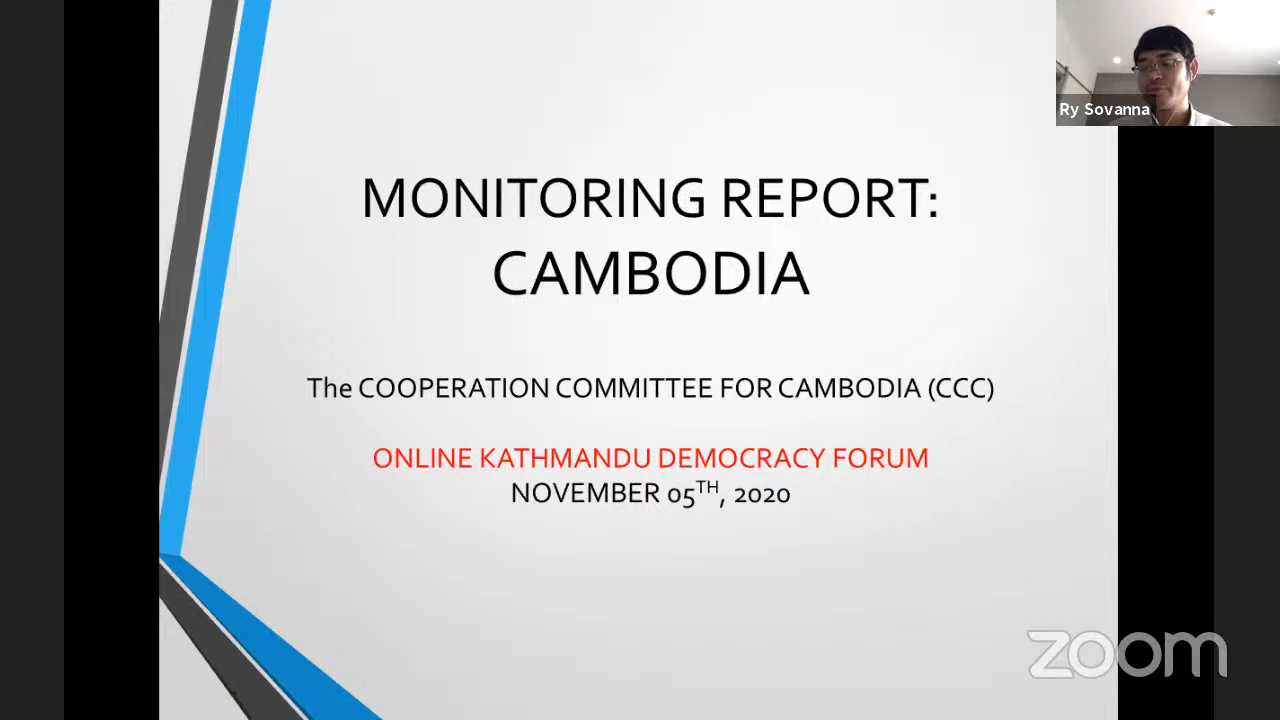 Ry Sovanna
MONITORING REPORT:
CAMBODIA
The COOPERATION COMMITTEE FOR CAMBODIA (CCC)
ONLINE KATHMANDU DEMOCRACY FORUM
NOVEMBER 05TH, 2020
zoom